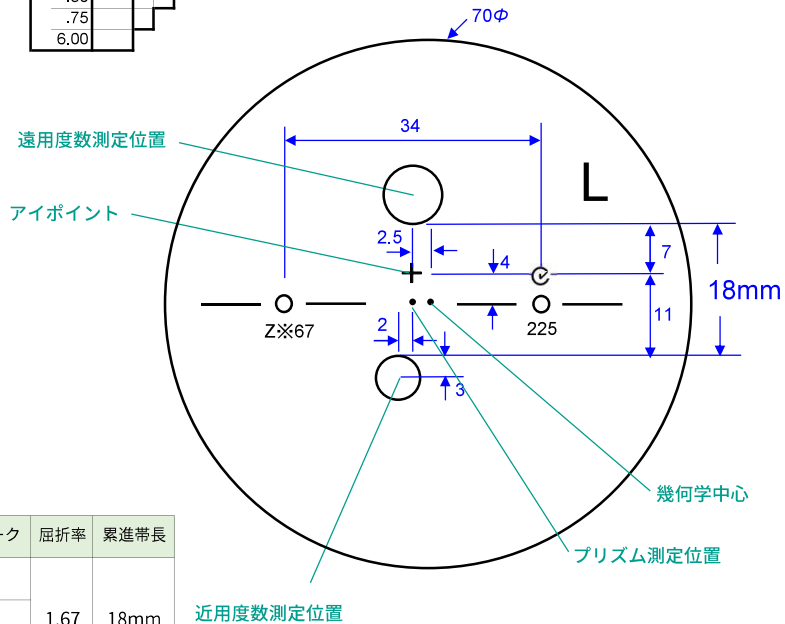 .75
6.00
70Φ
34
遠用度数測定位置
L
アイポイント
2.5
4
7
18mm
11
Z※67
225
2
3
幾何学中心
プリズム測定位置
ーク 屈折率 累進帯長
1.67 18mm
近用度数測定位置